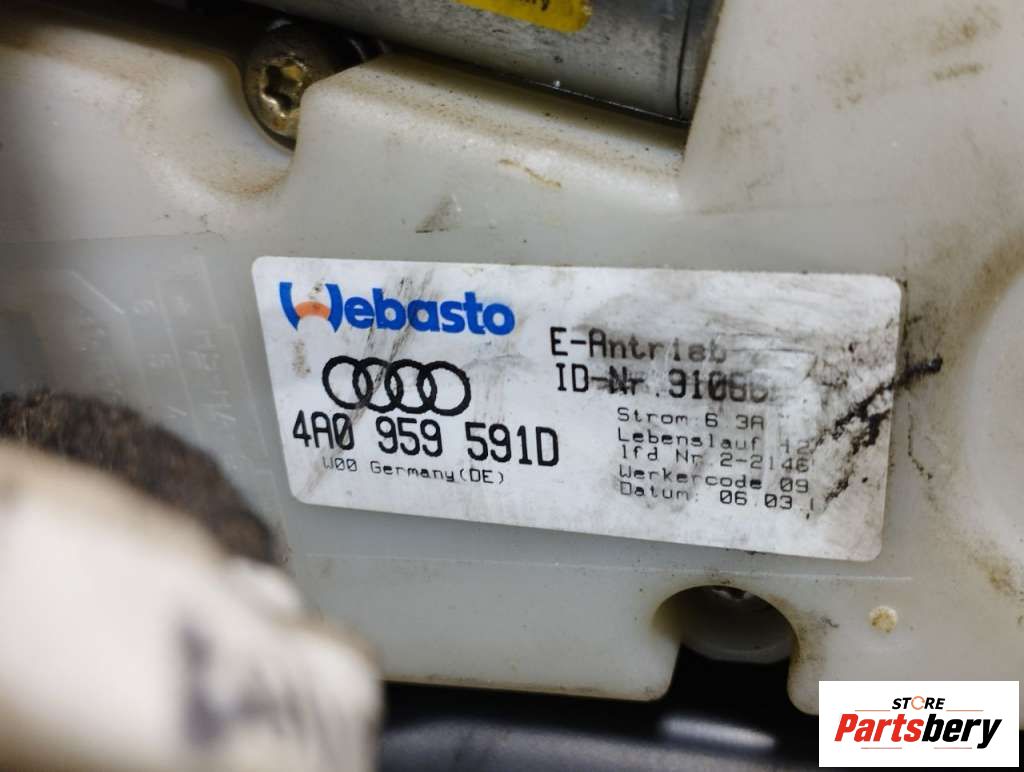 Webasto
E-Antrieb
ID-Nr.91066
4A0 959 591D
W00 Germany(DE)
Strom:6.3A
Lebenslauf 12
lfd Nr 2-2146
Werkercode 09
Datum: 06.03.
STORE
Partsbery